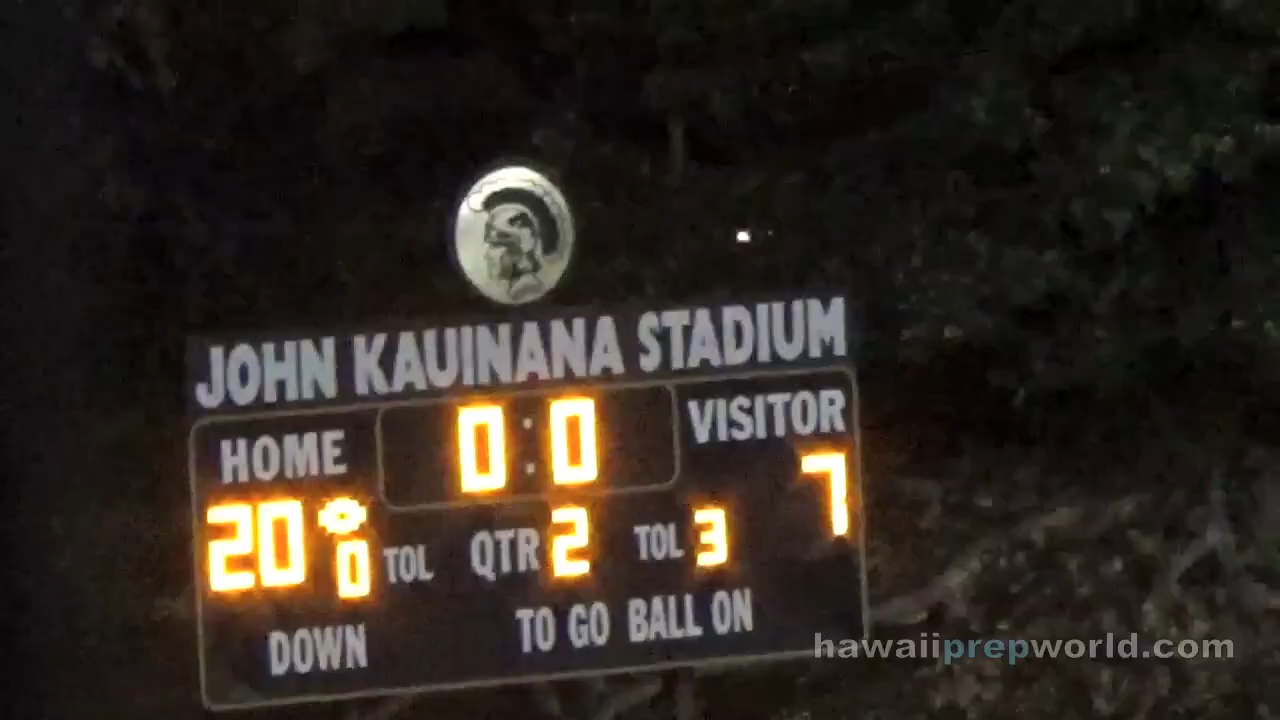 JOHN KAUINANA STADIUM
HOME 0:0 VISITOR
20 0 TOL QTR 2 TOL 3 7
DOWN TO GO BALL ON
hawaiiprepworld.com